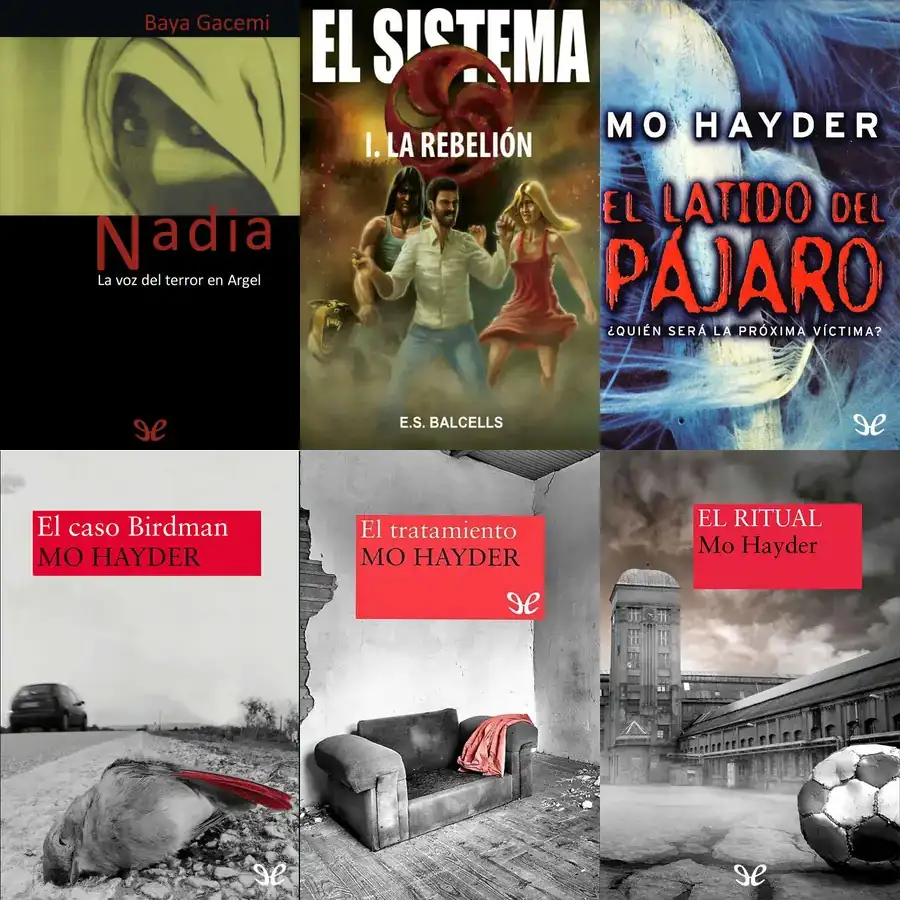 Baya Gacemi
Nadia
La voz del terror en Argel
EL SISTEMA
I. LA REBELIÓN
E.S. BALCELLS
MO HAYDER
EL LATIDO DEL
PÁJARO
¿QUIÉN SERÁ LA PRÓXIMA VÍCTIMA?
El caso Birdman
MO HAYDER
El tratamiento
MO HAYDER
EL RITUAL
Mo Hayder